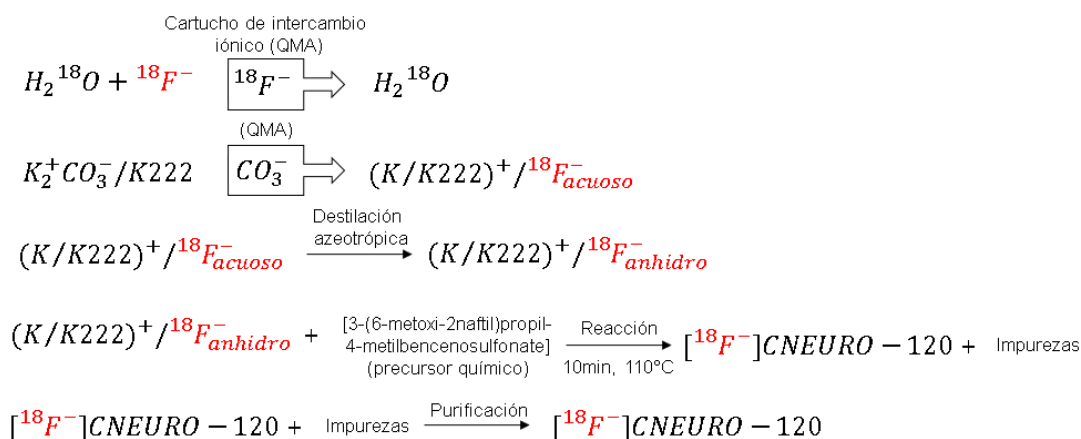 Cartucho de intercambio
iónico (QMA)
H₂¹⁸O + ¹⁸F⁻ ¹⁸F⁻ H₂¹⁸O
(QMA)
K₂⁺CO₃⁻/K222 CO₃⁻ (K/K222)⁺/¹⁸F⁻acuoso
Destilación
azeotrópica
(K/K222)⁺/¹⁸F⁻acuoso (K/K222)⁺/¹⁸F⁻anhidro
(K/K222)⁺/¹⁸F⁻anhidro + [3-(6-metoxi-2naftil)propil-
4-metilbencenosulfonate]
(precursor químico)
Reacción
10min, 110ºC
[¹⁸F⁻]CNEURO − 120 + Impurezas
[¹⁸F⁻]CNEURO − 120 + Impurezas Purificación [¹⁸F⁻]CNEURO − 120